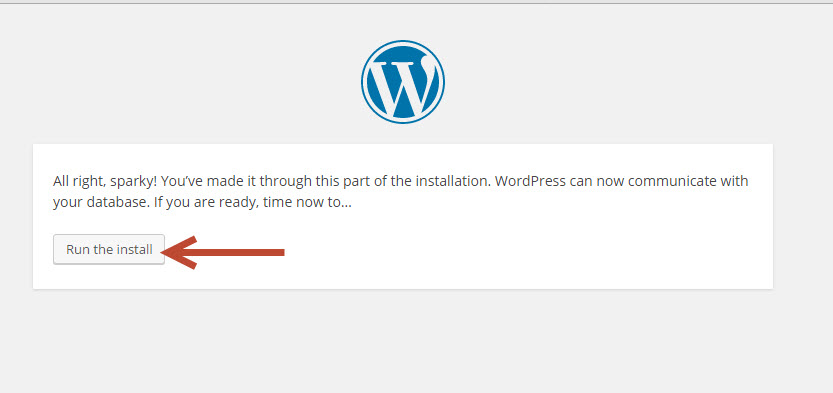 All right, sparky! You’ve made it through this part of the installation. WordPress can now communicate with
your database. If you are ready, time now to…
Run the install